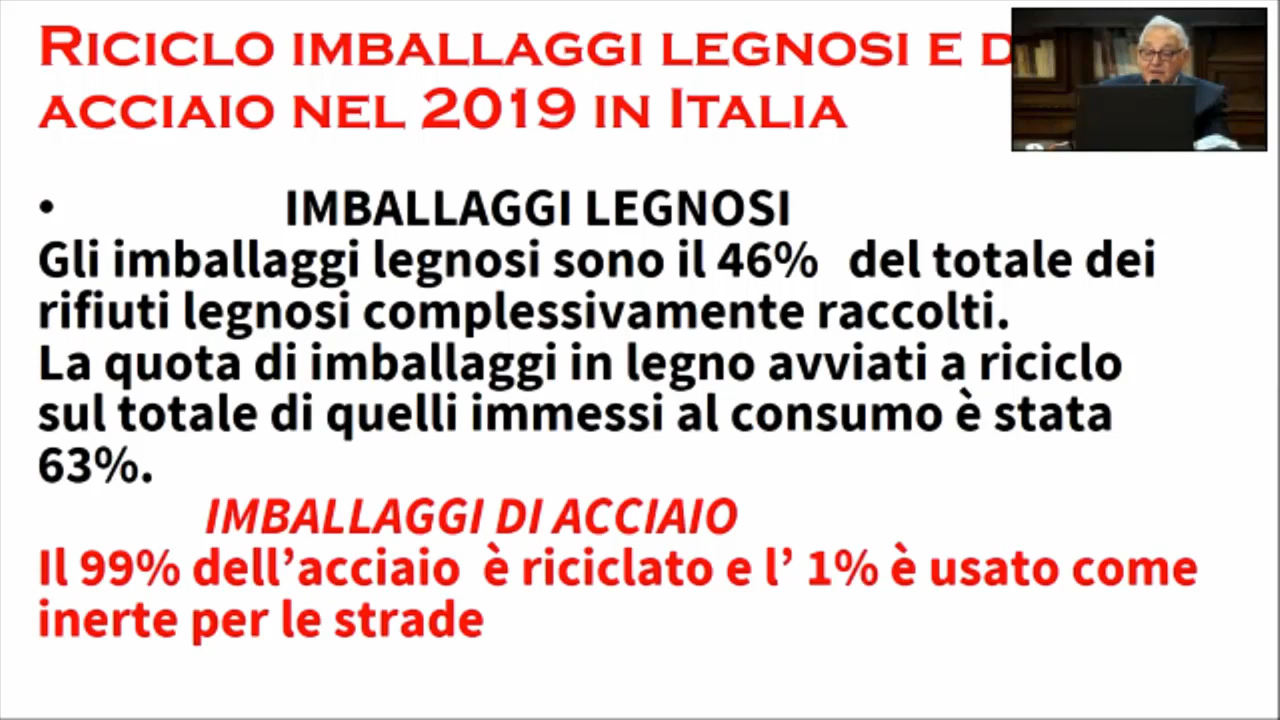 RICICLO IMBALLAGGI LEGNOSI E
ACCIAIO NEL 2019 IN ITALIA
• IMBALLAGGI LEGNOSI
Gli imballaggi legnosi sono il 46% del totale dei
rifiuti legnosi complessivamente raccolti.
La quota di imballaggi in legno avviati a riciclo
sul totale di quelli immessi al consumo è stata
63%.
IMBALLAGGI DI ACCIAIO
Il 99% dell’acciaio è riciclato e l’ 1% è usato come
inerte per le strade